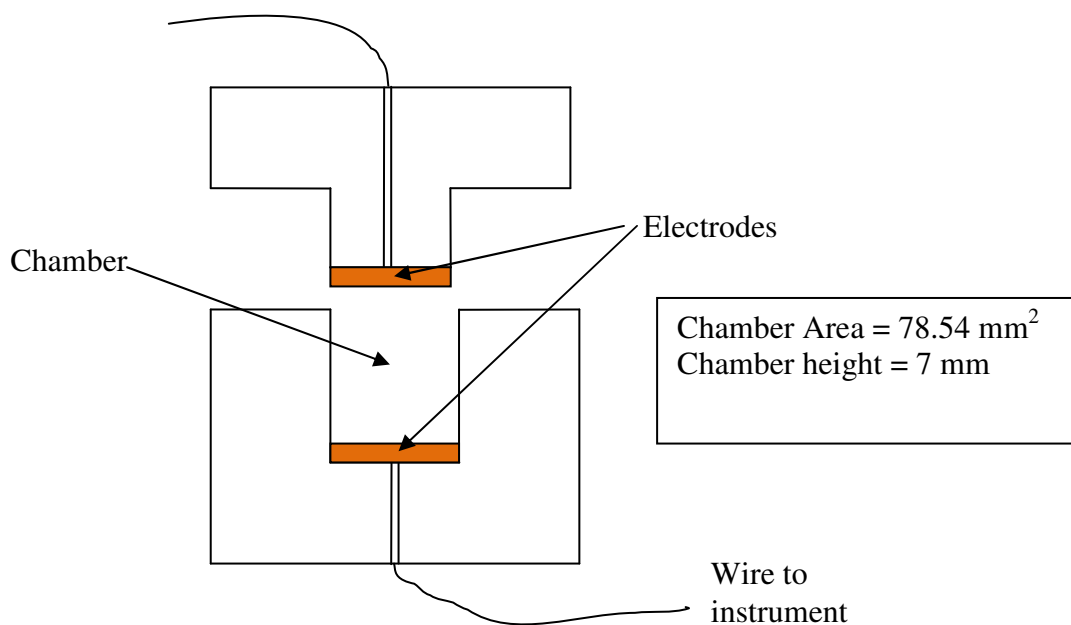 Electrodes
Chamber
Chamber Area = 78.54 mm²
Chamber height = 7 mm
Wire to
instrument